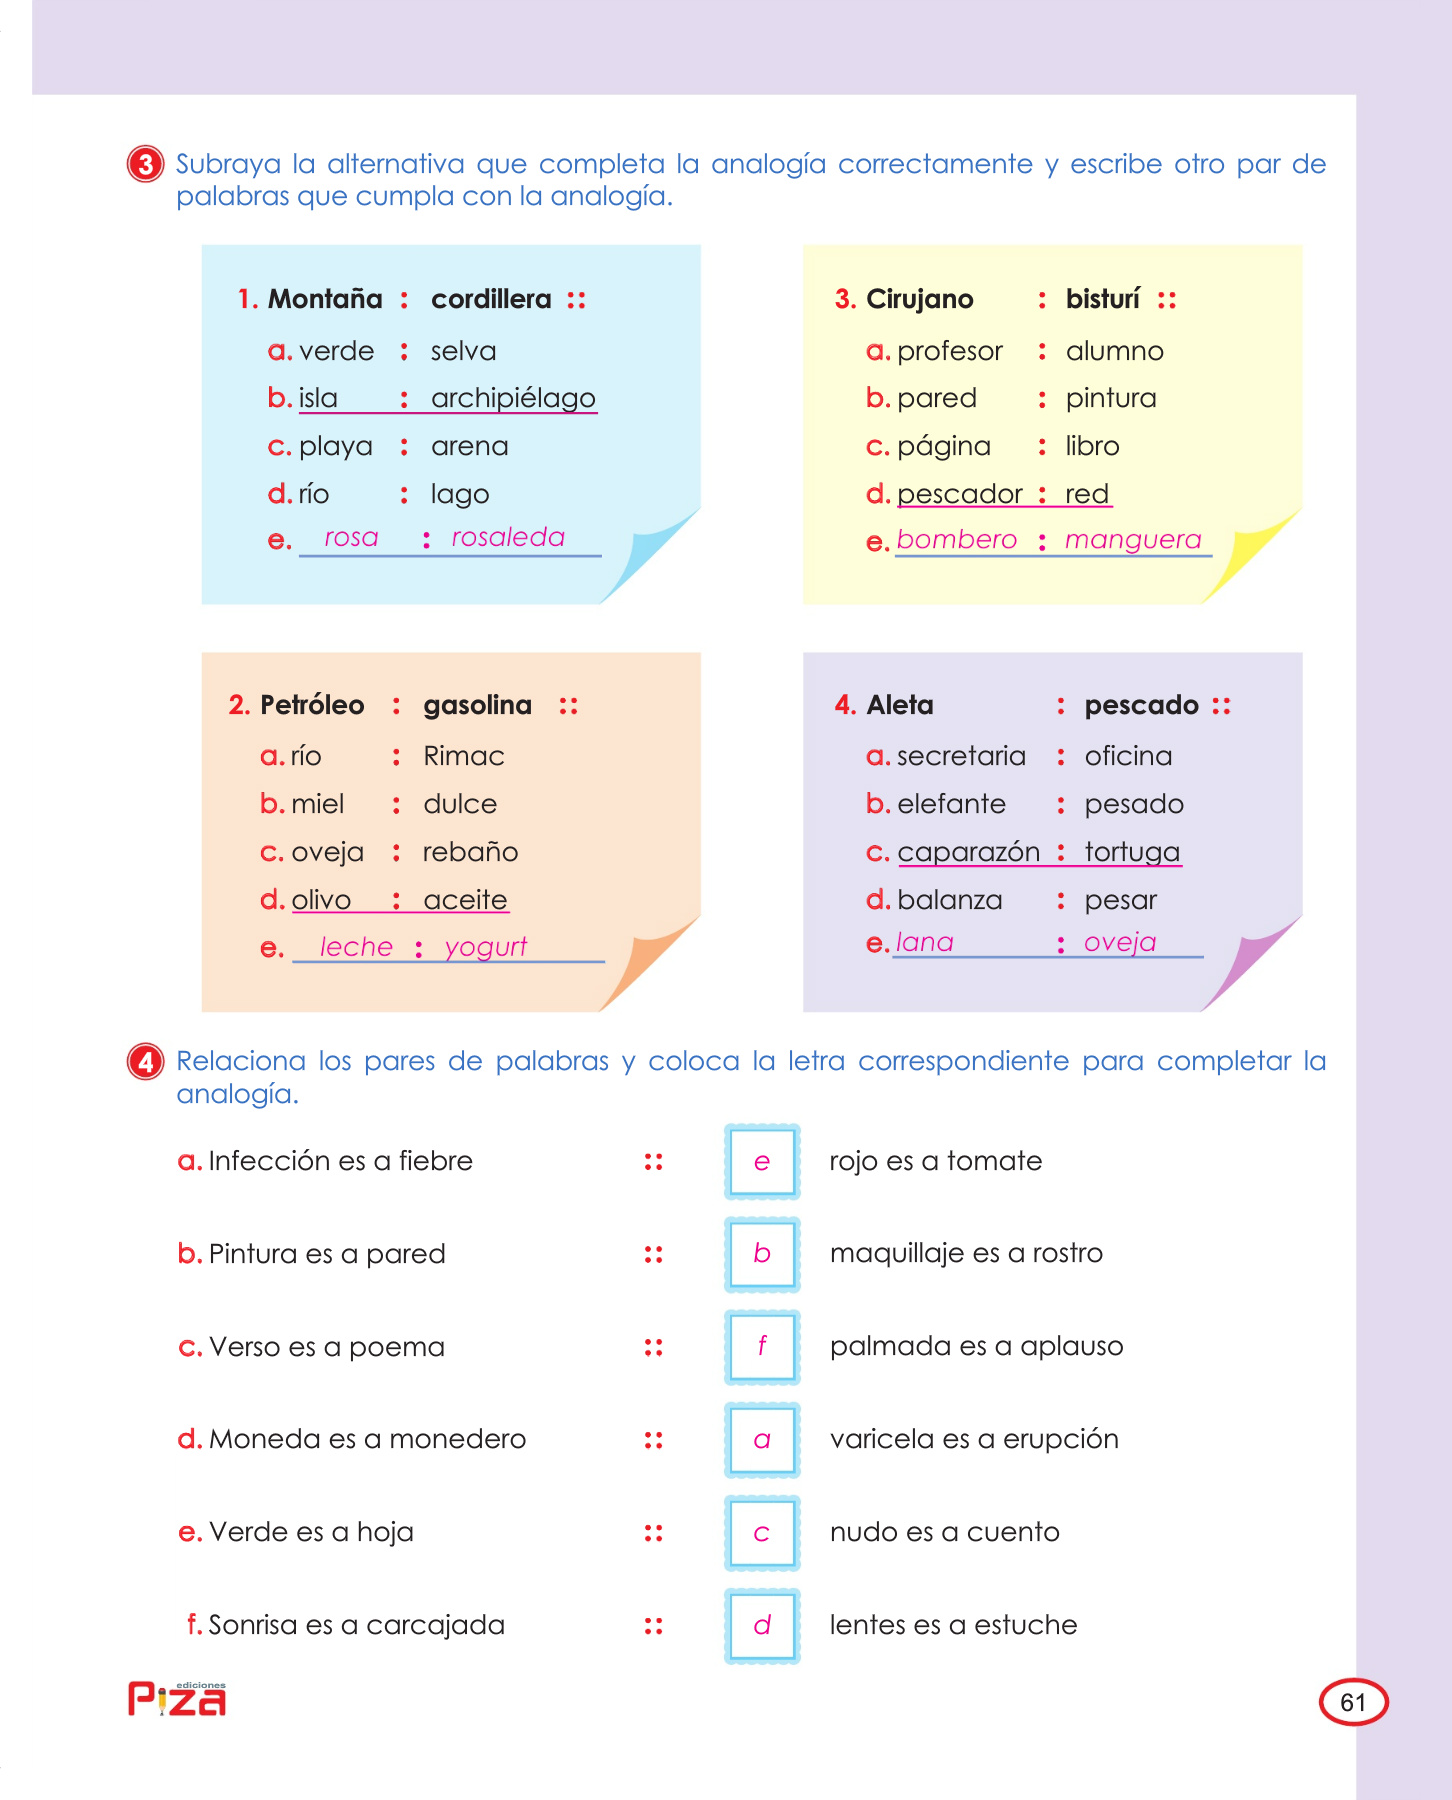 3 Subraya la alternativa que completa la analogía correctamente y escribe otro par de
palabras que cumpla con la analogía.
1. Montaña : cordillera ::
a. verde : selva
b. isla : archipiélago
c. playa : arena
d. río : lago
e. rosa : rosaleda
3. Cirujano : bisturí ::
a. profesor : alumno
b. pared : pintura
c. página : libro
d. pescador : red
e. bombero : manguera
2. Petróleo : gasolina ::
a. río : Rimac
b. miel : dulce
c. oveja : rebaño
d. olivo : aceite
e. leche : yogurt
4. Aleta : pescado ::
a. secretaria : oficina
b. elefante : pesado
c. caparazón : tortuga
d. balanza : pesar
e. lana : oveja
4 Relaciona los pares de palabras y coloca la letra correspondiente para completar la
analogía.
a. Infección es a fiebre :: e rojo es a tomate
b. Pintura es a pared :: b maquillaje es a rostro
c. Verso es a poema :: f palmada es a aplauso
d. Moneda es a monedero :: a varicela es a erupción
e. Verde es a hoja :: c nudo es a cuento
f. Sonrisa es a carcajada :: d lentes es a estuche
ediciones
Piza
61